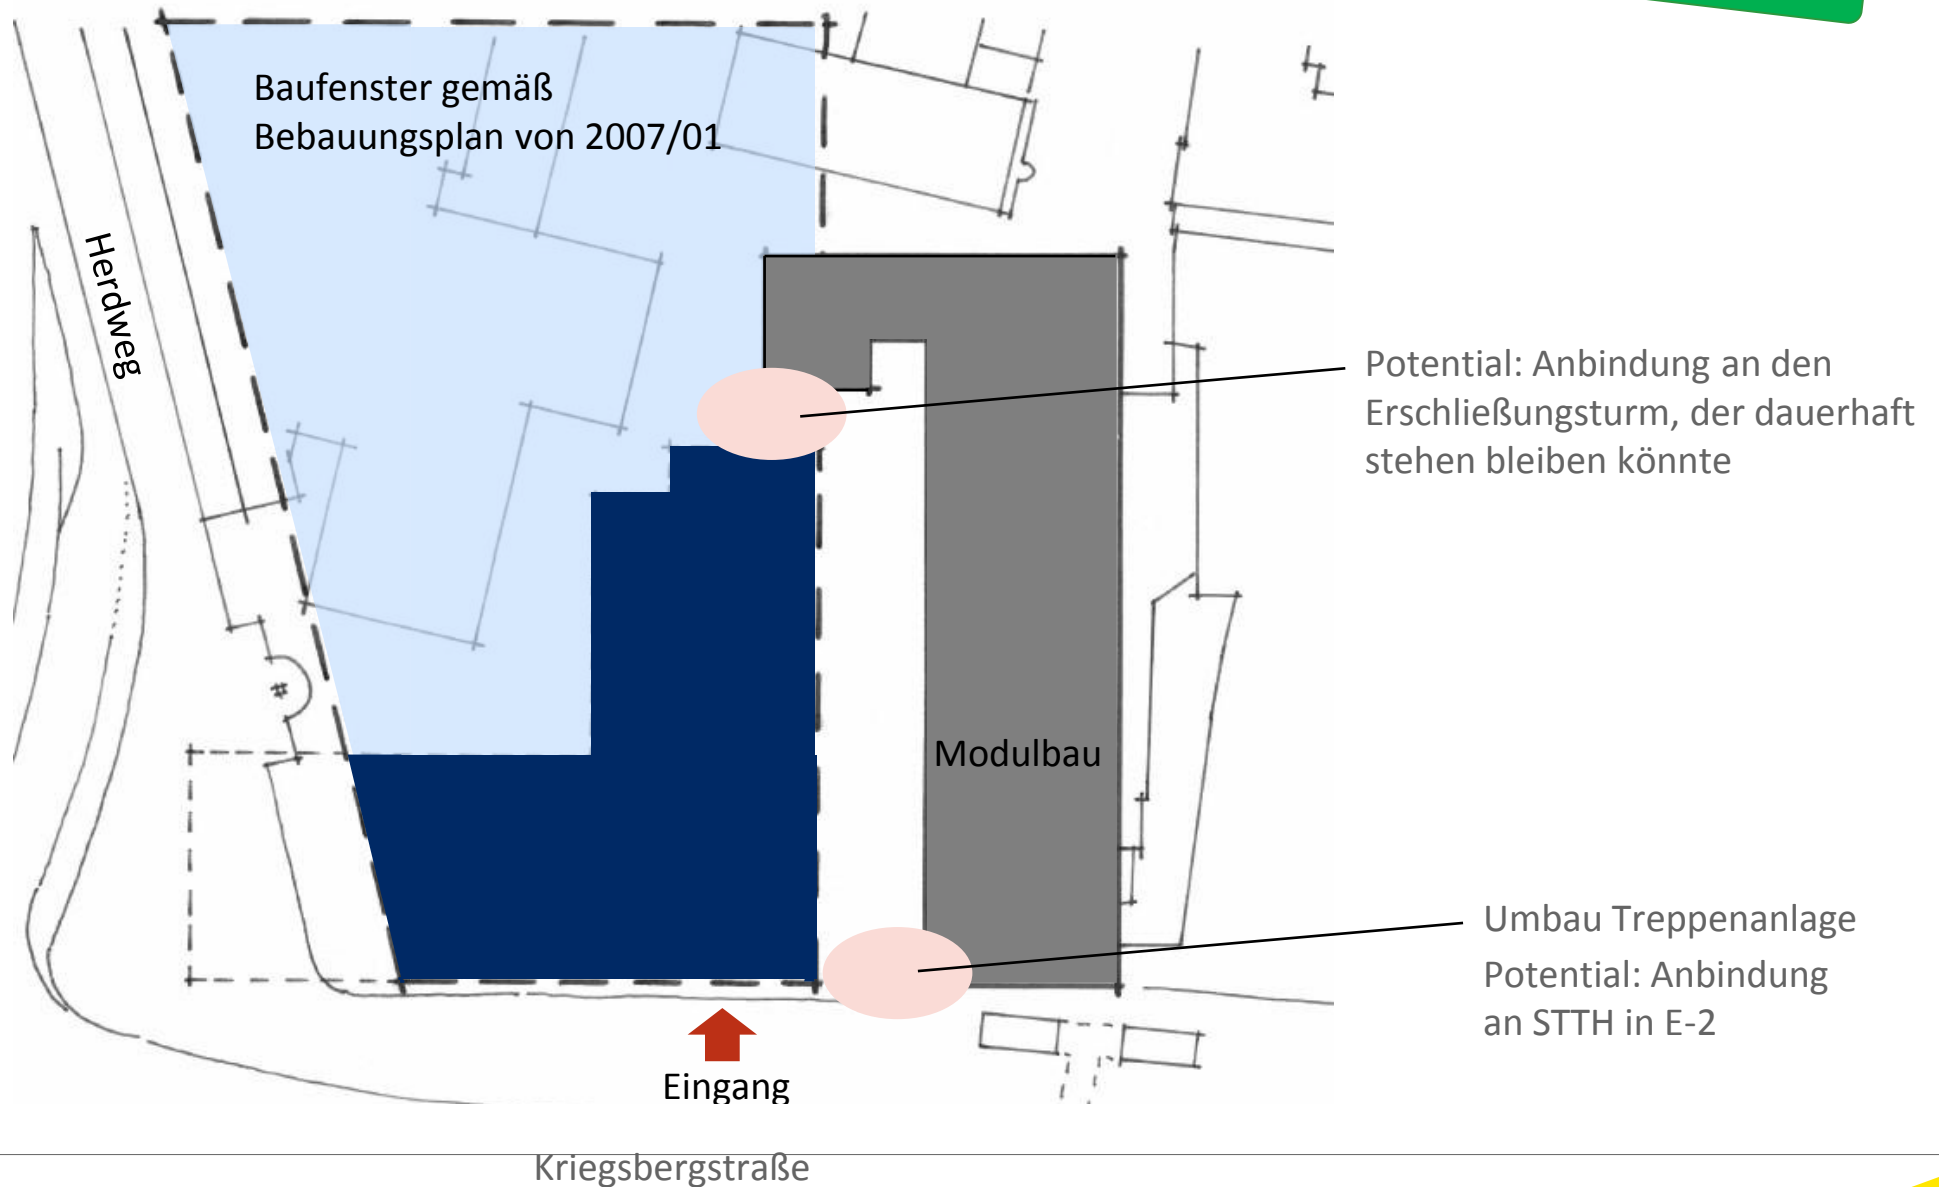 Baufenster gemäß
Bebauungsplan von 2007/01
Herdweg
Potential: Anbindung an den
Erschließungsturm, der dauerhaft
stehen bleiben könnte
Modulbau
Umbau Treppenanlage
Potential: Anbindung
an STTH in E-2
Eingang
Kriegsbergstraße